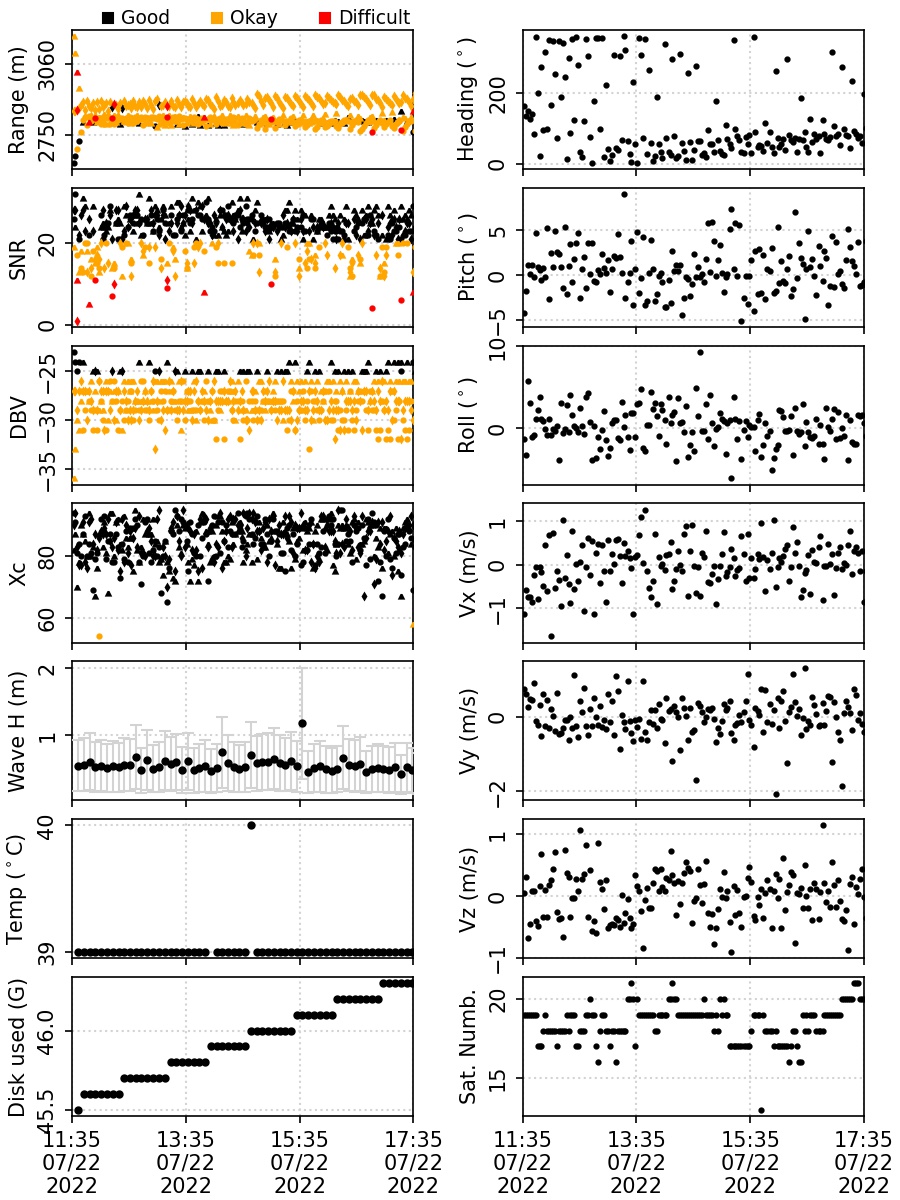 Good Okay Difficult
Range (m)
3060
2750
Heading (°)
200
0
SNR
20
0
Pitch (°)
5
0
−5
DBV
−25
−30
−35
Roll (°)
10
0
Xc
80
60
Vx (m/s)
1
0
−1
Wave H (m)
2
1
Vy (m/s)
0
−2
Temp (°C)
40
39
Vz (m/s)
1
0
−1
Disk used (G)
46.0
45.5
Sat. Numb.
20
15
11:35 13:35 15:35 17:35 11:35 13:35 15:35 17:35
07/22 07/22 07/22 07/22 07/22 07/22 07/22 07/22
2022 2022 2022 2022 2022 2022 2022 2022